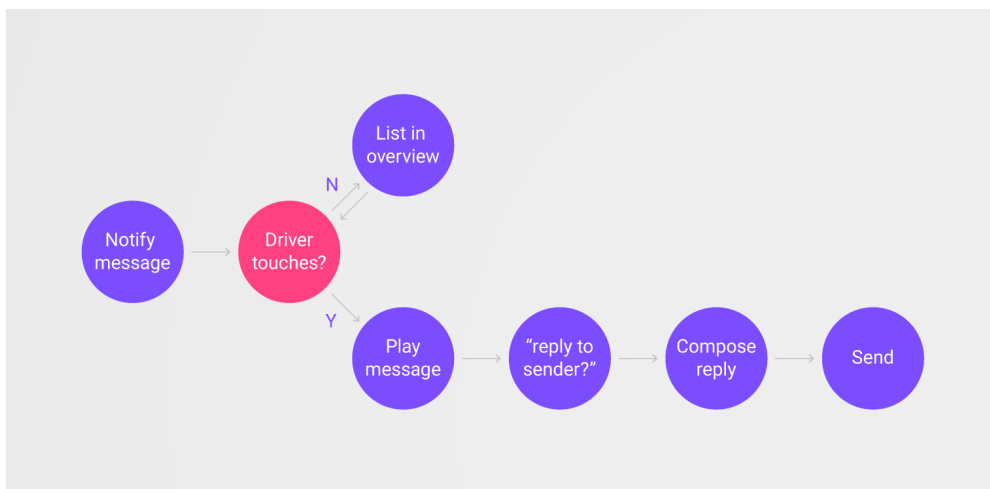 List in
overview
N
Notify
message
Driver
touches?
Y
Play
message
“reply to
sender?”
Compose
reply
Send